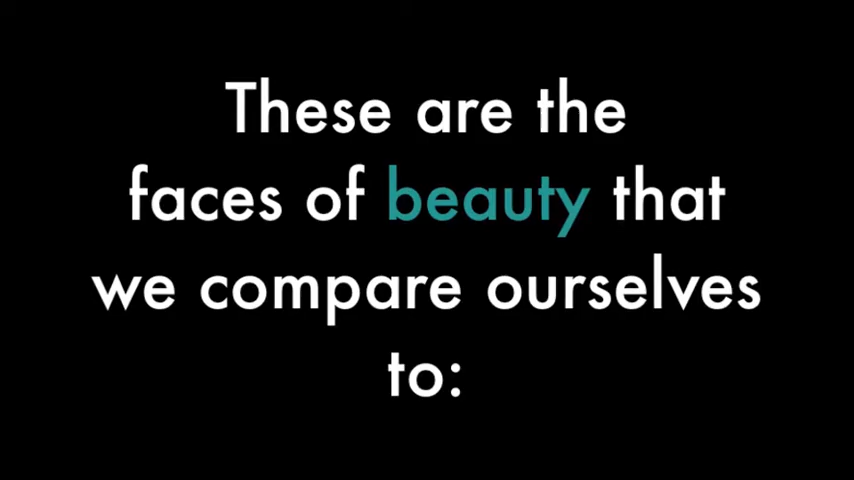 These are the
faces of beauty that
we compare ourselves
to: